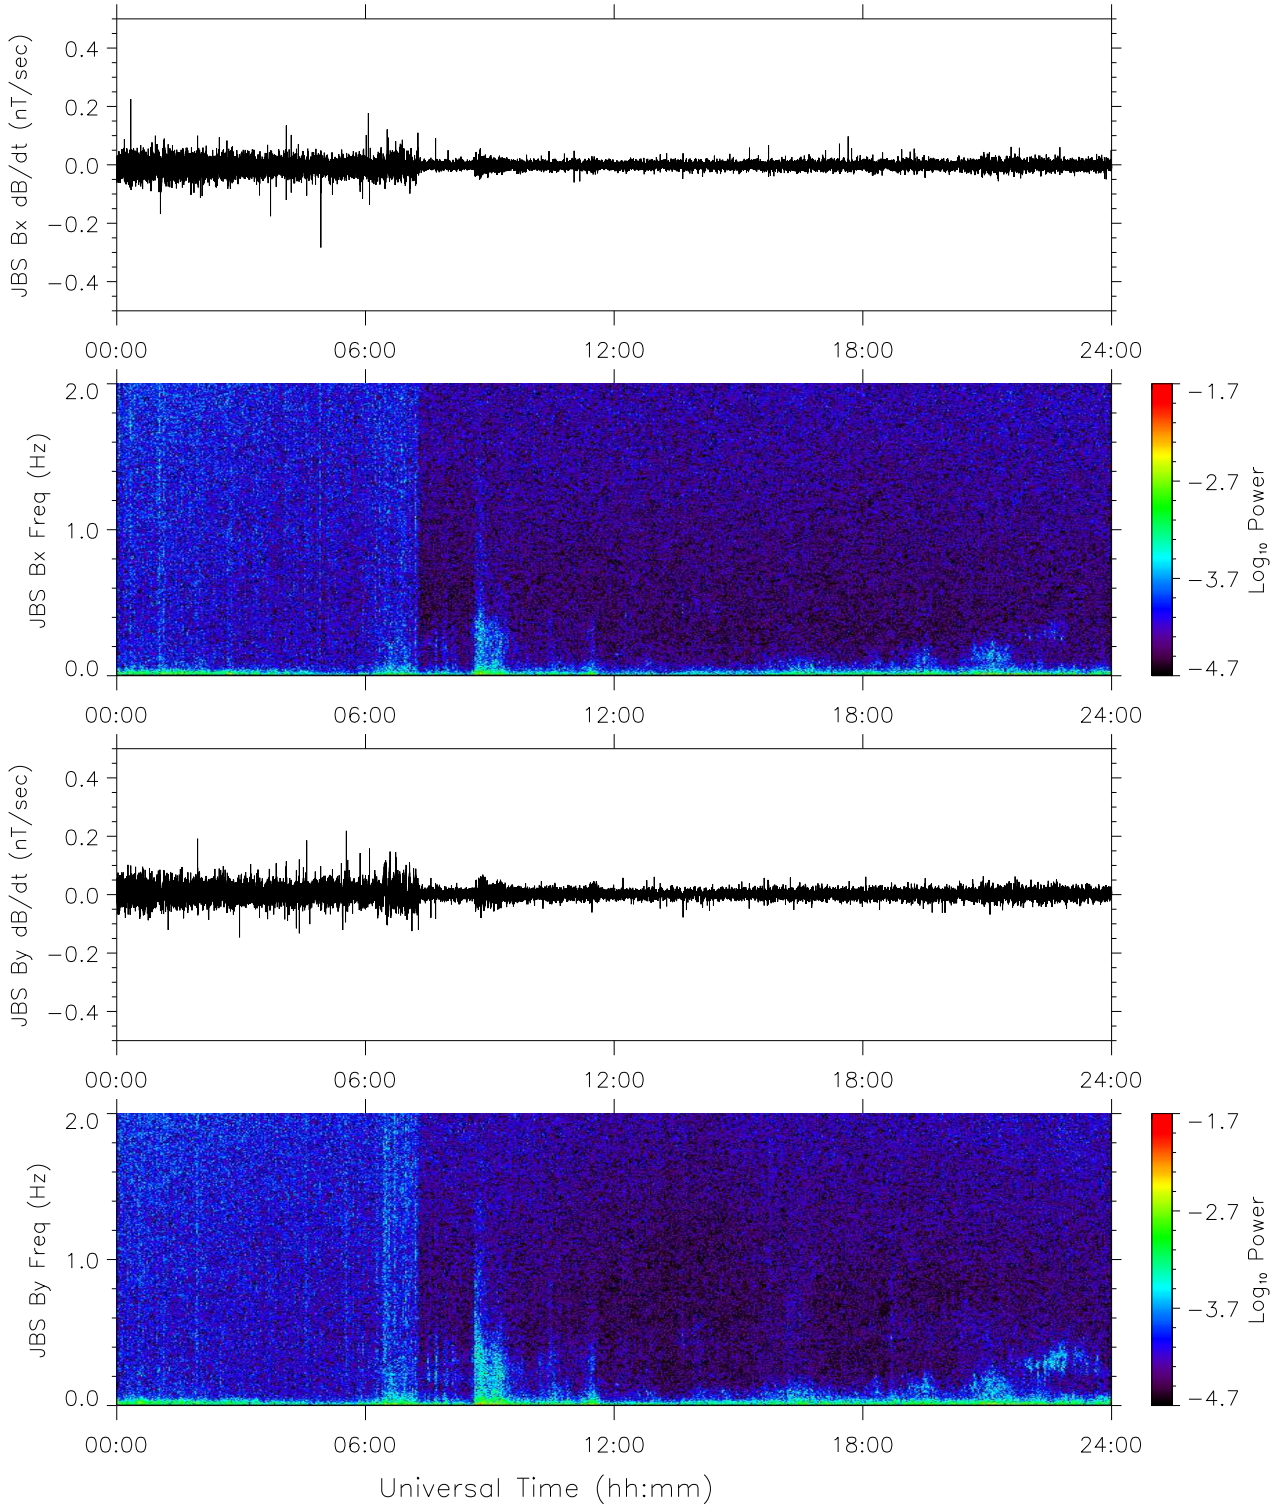 JBS Bx dB/dt (nT/sec)
0.4
0.2
0.0
−0.2
−0.4
00:00 06:00 12:00 18:00 24:00
JBS Bx Freq (Hz)
2.0
1.0
0.0
−1.7
−2.7
−3.7
−4.7
Log₁₀ Power
00:00 06:00 12:00 18:00 24:00
JBS By dB/dt (nT/sec)
0.4
0.2
0.0
−0.2
−0.4
00:00 06:00 12:00 18:00 24:00
JBS By Freq (Hz)
2.0
1.0
0.0
−1.7
−2.7
−3.7
−4.7
Log₁₀ Power
00:00 06:00 12:00 18:00 24:00
Universal Time (hh:mm)